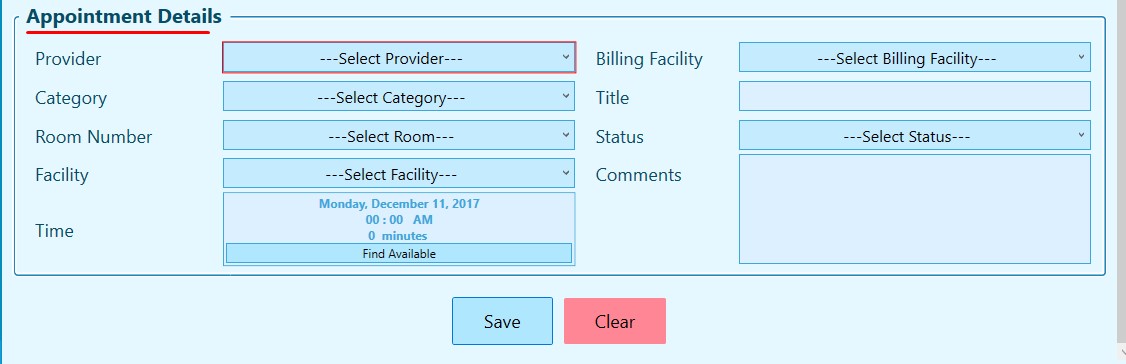 Appointment Details
Provider
---Select Provider---
Billing Facility
---Select Billing Facility---
Category
---Select Category---
Title
Room Number
---Select Room---
Status
---Select Status---
Facility
---Select Facility---
Comments
Time
Monday, December 11, 2017
00 : 00 AM
0 minutes
Find Available
Save
Clear